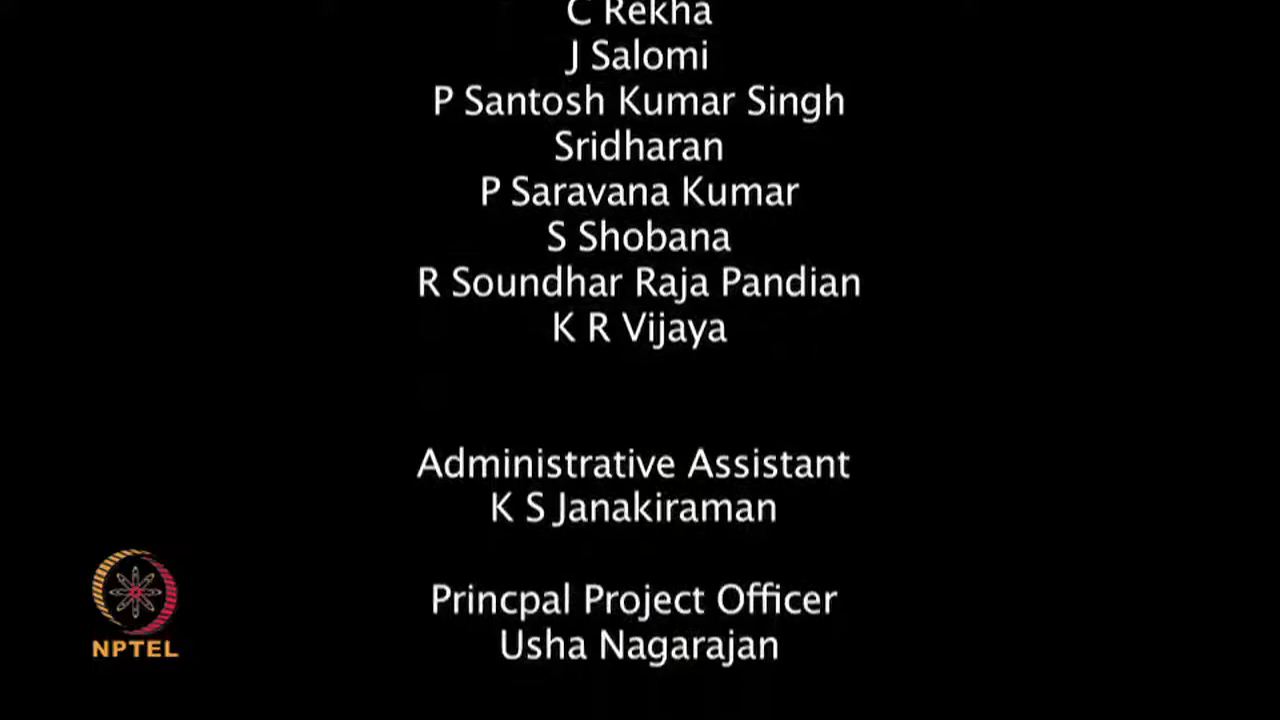 C Rekha
J Salomi
P Santosh Kumar Singh
Sridharan
P Saravana Kumar
S Shobana
R Soundhar Raja Pandian
K R Vijaya
Administrative Assistant
K S Janakiraman
Princpal Project Officer
Usha Nagarajan
NPTEL